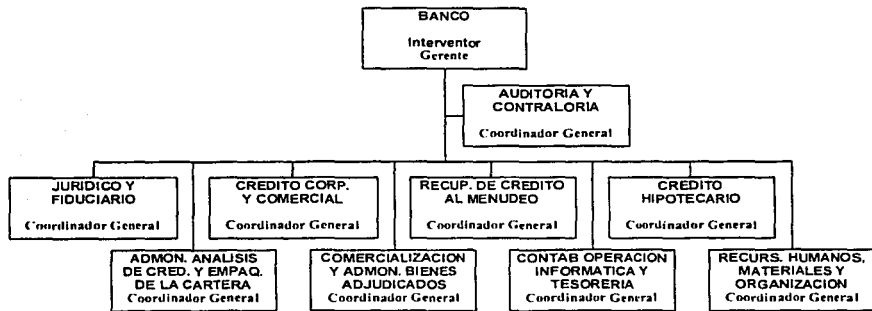 BANCO
Interventor
Gerente
AUDITORIA Y
CONTRALORIA
Coordinador General
JURIDICO Y
FIDUCIARIO
Coordinador General
CREDITO CORP.
Y COMERCIAL
Coordinador General
RECUP. DE CREDITO
AL MENUDEO
Coordinador General
CREDITO
HIPOTECARIO
Coordinador General
ADMON. ANALISIS
DE CRED. Y EMPAQ.
DE LA CARTERA
Coordinador General
COMERCIALIZACION
Y ADMON. BIENES
ADJUDICADOS
Coordinador General
CONTAB OPERACION
INFORMATICA Y
TESORERIA
Coordinador General
RECURS. HUMANOS,
MATERIALES Y
ORGANIZACION
Coordinador General